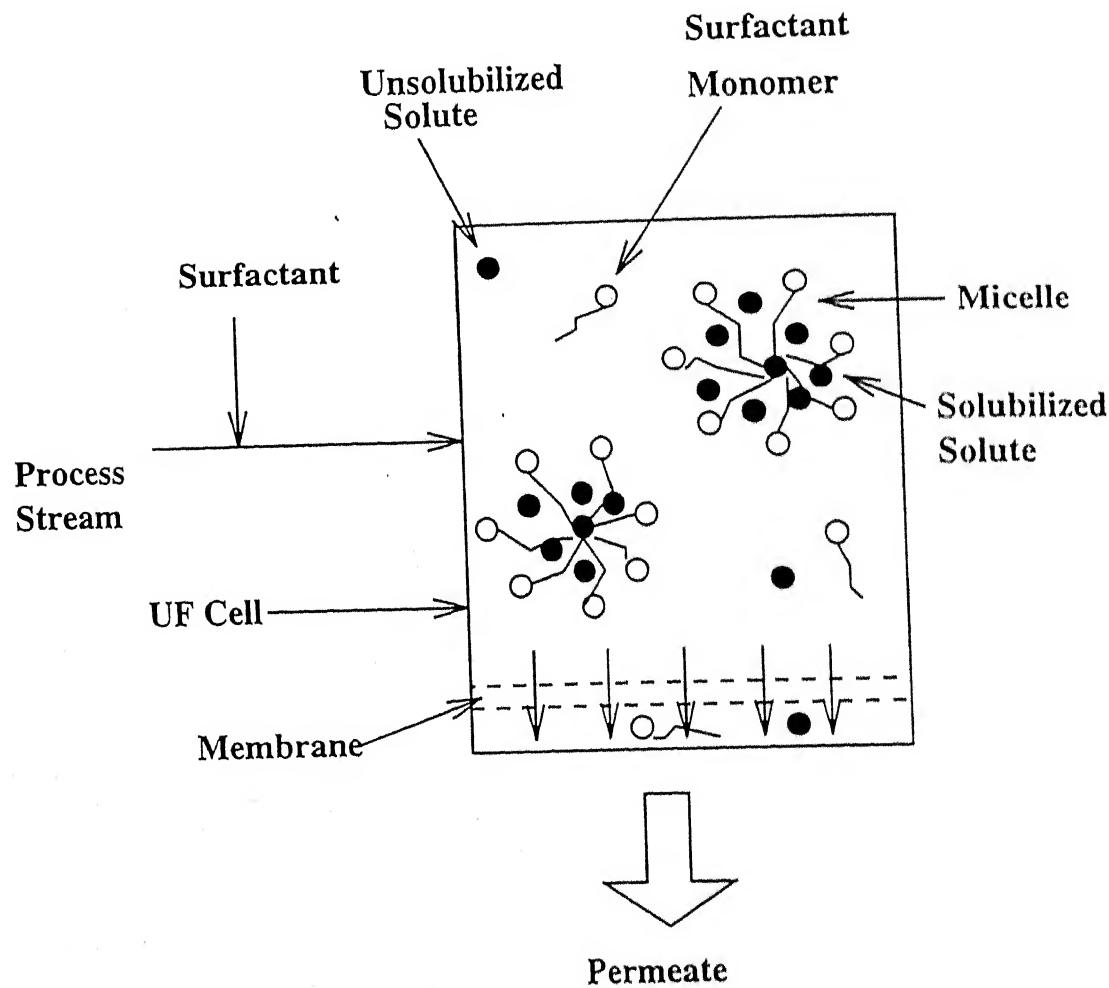 Surfactant
Monomer
Unsolubilized
Solute
Surfactant
Micelle
Solubilized
Solute
Process
Stream
UF Cell
Membrane
Permeate